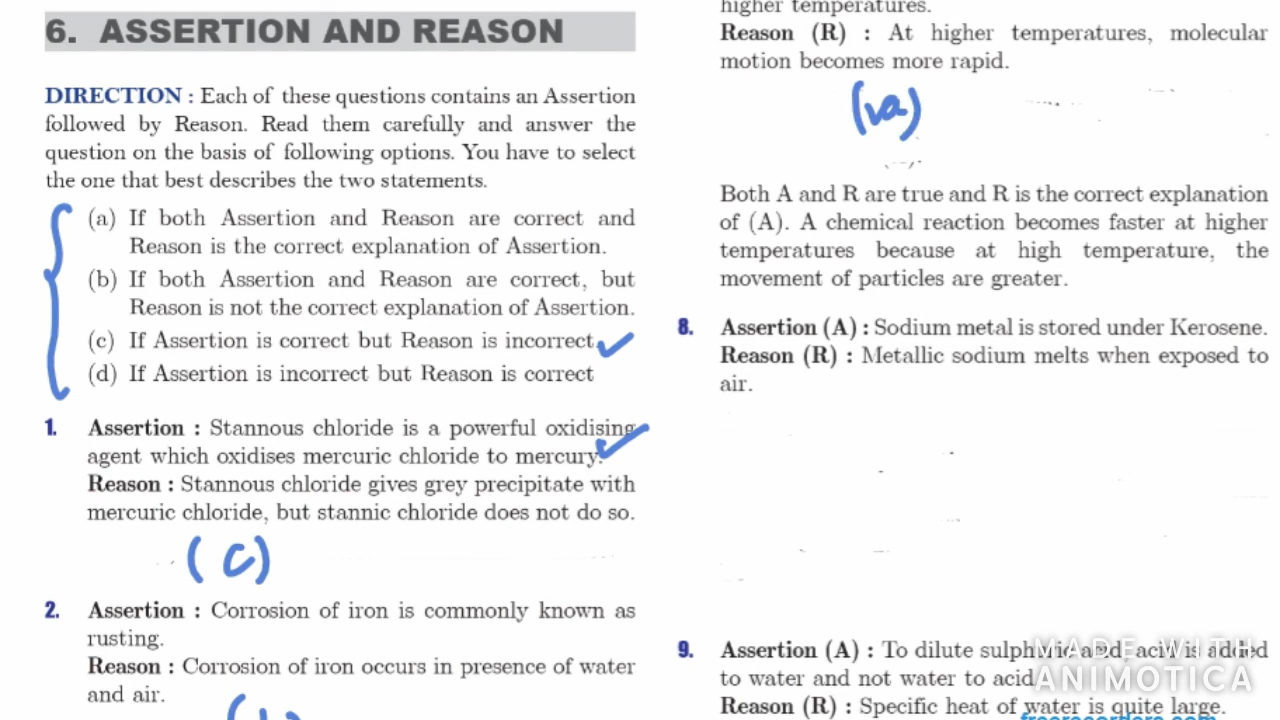 6. ASSERTION AND REASON
DIRECTION : Each of these questions contains an Assertion
followed by Reason. Read them carefully and answer the
question on the basis of following options. You have to select
the one that best describes the two statements.
(a) If both Assertion and Reason are correct and
Reason is the correct explanation of Assertion.
(b) If both Assertion and Reason are correct, but
Reason is not the correct explanation of Assertion.
(c) If Assertion is correct but Reason is incorrect.
(d) If Assertion is incorrect but Reason is correct
1. Assertion : Stannous chloride is a powerful oxidising
agent which oxidises mercuric chloride to mercury.
Reason : Stannous chloride gives grey precipitate with
mercuric chloride, but stannic chloride does not do so.
(c)
2. Assertion : Corrosion of iron is commonly known as
rusting.
Reason : Corrosion of iron occurs in presence of water
and air.
higher temperatures.
Reason (R) : At higher temperatures, molecular
motion becomes more rapid.
Both A and R are true and R is the correct explanation
of (A). A chemical reaction becomes faster at higher
temperatures because at high temperature, the
movement of particles are greater.
8. Assertion (A) : Sodium metal is stored under Kerosene.
Reason (R) : Metallic sodium melts when exposed to
air.
9. Assertion (A) : To dilute sulphuric acid, acid is added
to water and not water to acid.
Reason (R) : Specific heat of water is quite large.
MADE WITH
ANIMOTICA